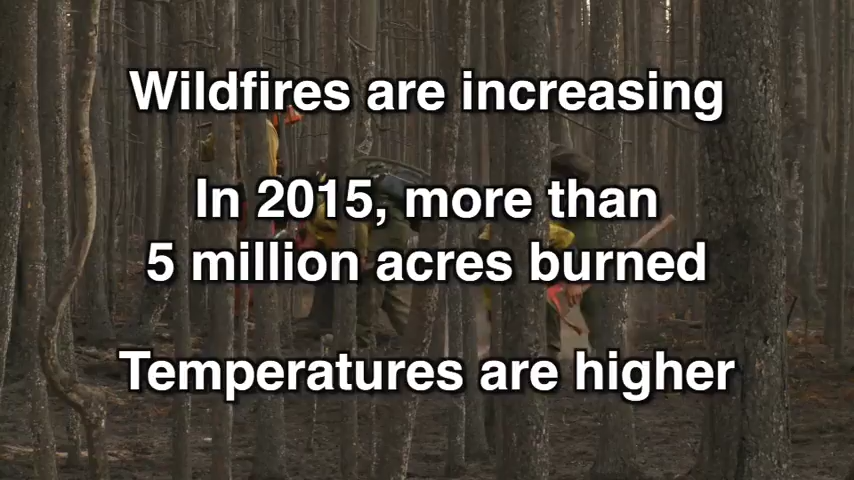 Wildfires are increasing
In 2015, more than
5 million acres burned
Temperatures are higher